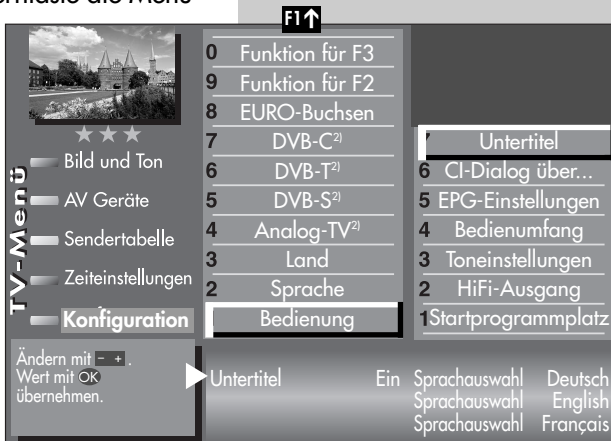 F1↑
TV-Menü
Bild und Ton
AV Geräte
Sendertabelle
Zeiteinstellungen
Konfiguration
0 Funktion für F3
9 Funktion für F2
8 EURO-Buchsen
7 DVB-C2)
6 DVB-T2)
5 DVB-S2)
4 Analog-TV2)
3 Land
2 Sprache
Bedienung
Untertitel
6 CI-Dialog über...
5 EPG-Einstellungen
4 Bedienumfang
3 Toneinstellungen
2 HiFi-Ausgang
1 Startprogrammplatz
Ändern mit - + .
Wert mit OK
übernehmen.
Untertitel Ein Sprachauswahl Deutsch
Sprachauswahl English
Sprachauswahl Français